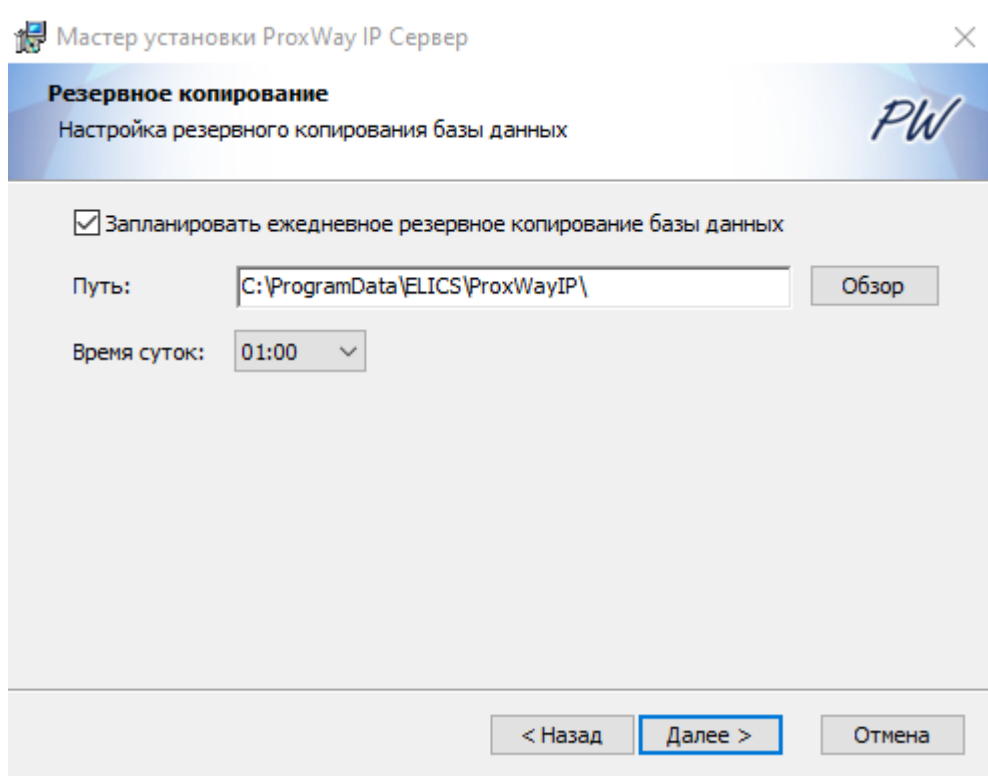 Мастер установки ProxWay IP Сервер
Резервное копирование
Настройка резервного копирования базы данных
PW
Запланировать ежедневное резервное копирование базы данных
Путь: C:\ProgramData\ELICS\ProxWayIP\ Обзор
Время суток: 01:00
< Назад Далее > Отмена